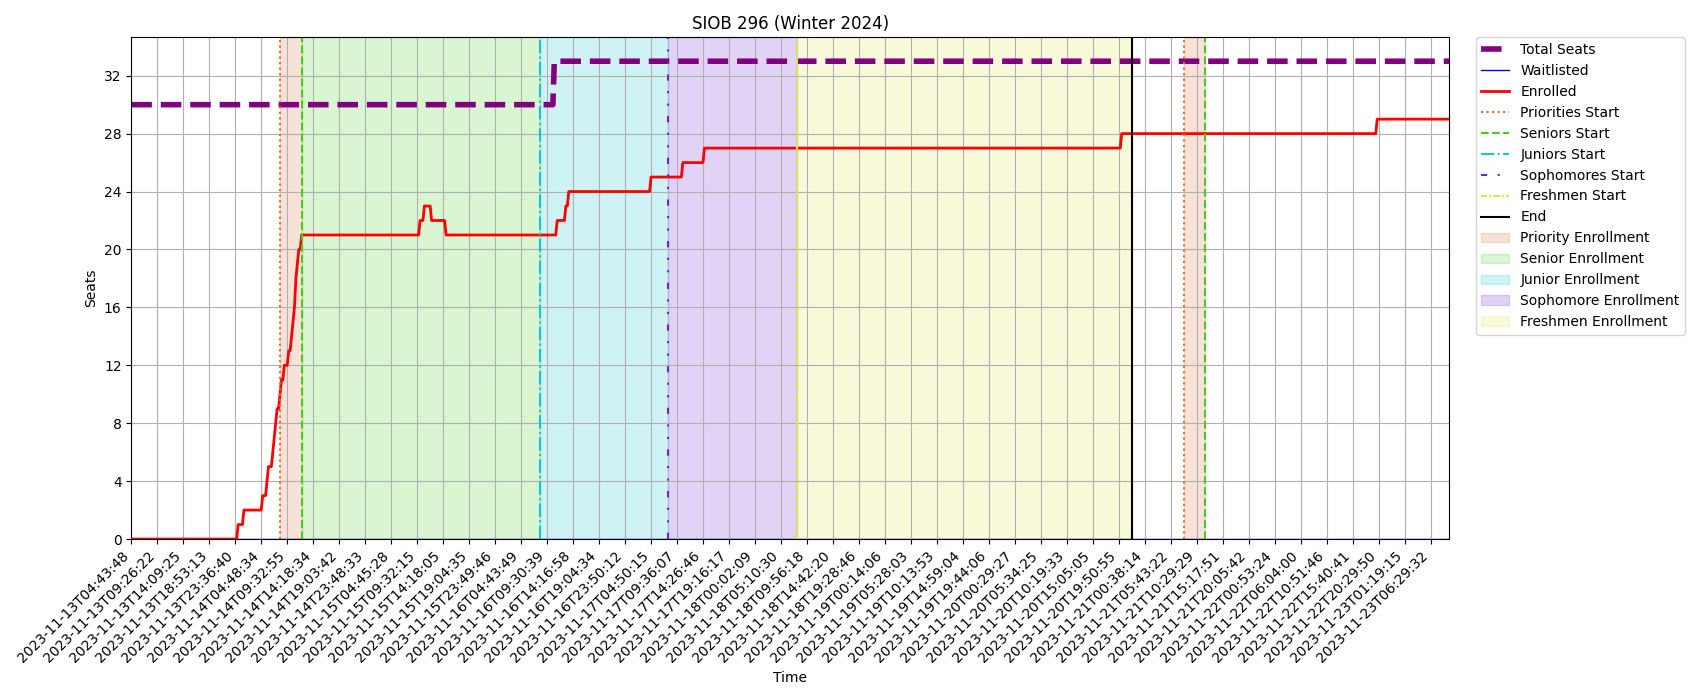 SIOB 296 (Winter 2024)
32
28
24
20
16
12
8
4
0
Seats
2023-11-13T04:43:48
2023-11-13T09:26:22
2023-11-13T14:09:25
2023-11-13T18:53:13
2023-11-13T23:36:40
2023-11-14T04:48:34
2023-11-14T09:32:55
2023-11-14T14:18:34
2023-11-14T19:03:42
2023-11-14T23:48:33
2023-11-15T04:45:28
2023-11-15T09:32:15
2023-11-15T14:18:05
2023-11-15T19:04:35
2023-11-15T23:49:46
2023-11-16T04:43:49
2023-11-16T09:30:39
2023-11-16T14:16:58
2023-11-16T19:04:34
2023-11-16T23:50:12
2023-11-17T04:50:15
2023-11-17T09:36:07
2023-11-17T14:26:46
2023-11-17T19:16:17
2023-11-18T00:02:09
2023-11-18T05:10:30
2023-11-18T09:56:18
2023-11-18T14:42:20
2023-11-18T19:28:46
2023-11-19T00:14:06
2023-11-19T05:28:03
2023-11-19T10:13:53
2023-11-19T14:59:04
2023-11-19T19:44:06
2023-11-20T00:29:27
2023-11-20T05:34:25
2023-11-20T10:19:33
2023-11-20T15:05:05
2023-11-20T19:50:55
2023-11-21T00:38:14
2023-11-21T05:43:22
2023-11-21T10:29:29
2023-11-21T15:17:51
2023-11-21T20:05:42
2023-11-22T00:53:24
2023-11-22T06:04:00
2023-11-22T10:51:46
2023-11-22T15:40:41
2023-11-22T20:29:50
2023-11-23T01:19:15
2023-11-23T06:29:32
Time
Total Seats
Waitlisted
Enrolled
Priorities Start
Seniors Start
Juniors Start
Sophomores Start
Freshmen Start
End
Priority Enrollment
Senior Enrollment
Junior Enrollment
Sophomore Enrollment
Freshmen Enrollment